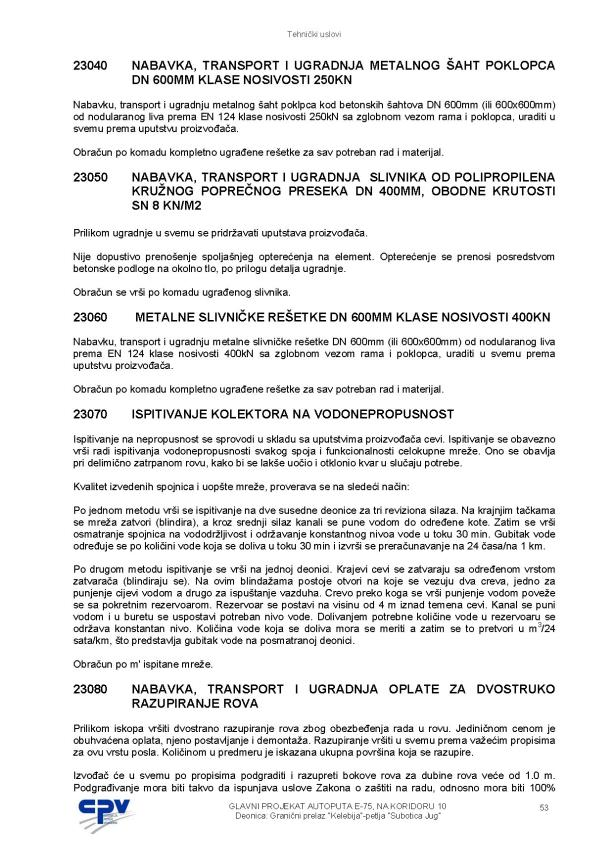 Tehnički uslovi
23040 NABAVKA, TRANSPORT I UGRADNJA METALNOG ŠAHT POKLOPCA
DN 600MM KLASE NOSIVOSTI 250KN
Nabavku, transport i ugradnju metalnog šaht poklpca kod betonskih šahtova DN 600mm (ili 600x600mm)
od nodularanog liva prema EN 124 klase nosivosti 250kN sa zglobnom vezom rama i poklopca, uraditi u
svemu prema uputstvu proizvođača.
Obračun po komadu kompletno ugrađene rešetke za sav potreban rad i materijal.
23050 NABAVKA, TRANSPORT I UGRADNJA SLIVNIKA OD POLIPROPILENA
KRUŽNOG POPREČNOG PRESEKA DN 400MM, OBODNE KRUTOSTI
SN 8 KN/M2
Prilikom ugradnje u svemu se pridržavati uputstava proizvođača.
Nije dopustivo prenošenje spoljašnjeg opterećenja na element. Opterećenje se prenosi posredstvom
betonske podloge na okolno tlo, po prilogu detalja ugradnje.
Obračun se vrši po komadu ugrađenog slivnika.
23060 METALNE SLIVNIČKE REŠETKE DN 600MM KLASE NOSIVOSTI 400KN
Nabavku, transport i ugradnju metalne slivničke rešetke DN 600mm (ili 600x600mm) od nodularanog liva
prema EN 124 klase nosivosti 400kN sa zglobnom vezom rama i poklopca, uraditi u svemu prema
uputstvu proizvođača.
Obračun po komadu kompletno ugrađene rešetke za sav potreban rad i materijal.
23070 ISPITIVANJE KOLEKTORA NA VODONEPROPUSNOST
Ispitivanje na nepropusnost se sprovodi u skladu sa uputstvima proizvođača cevi. Ispitivanje se obavezno
vrši radi ispitivanja vodonepropusnosti svakog spoja i funkcionalnosti celokupne mreže. Ono se obavlja
pri delimično zatrpanom rovu, kako bi se lakše uočio i otklonio kvar u slučaju potrebe.
Kvalitet izvedenih spojnica i uopšte mreže, proverava se na sledeći način:
Po jednom metodu vrši se ispitivanje na dve susedne deonice za tri reviziona silaza. Na krajnjim tačkama
se mreža zatvori (blindira), a kroz srednji silaz kanali se pune vodom do određene kote. Zatim se vrši
osmatranje spojnica na vododržljivost i održavanje konstantnog nivoa vode u toku 30 min. Gubitak vode
određuje se po količini vode koja se doliva u toku 30 min i izvrši se preračunavanje na 24 časa/na 1 km.
Po drugom metodu ispitivanje se vrši na jednoj deonici. Krajevi cevi se zatvaraju sa određenom vrstom
zatvarača (blindiraju se). Na ovim blindažama postoje otvori na koje se vezuju dva creva, jedno za
punjenje cijevi vodom a drugo za ispuštanje vazduha. Crevo preko koga se vrši punjenje vodom poveže
se sa pokretnim rezervoarom. Rezervoar se postavi na visinu od 4 m iznad temena cevi. Kanal se puni
vodom i u buretu se uspostavi potreban nivo vode. Dolivanjem potrebne količine vode u rezervoaru se
održava konstantan nivo. Količina vode koja se doliva mora se meriti a zatim se to pretvori u m³/24
sata/km, što predstavlja gubitak vode na posmatranoj deonici.
Obračun po m' ispitane mreže.
23080 NABAVKA, TRANSPORT I UGRADNJA OPLATE ZA DVOSTRUKO
RAZUPIRANJE ROVA
Prilikom iskopa vršiti dvostrano razupiranje rova zbog obezbeđenja rada u rovu. Jediničnom cenom je
obuhvaćena oplata, njeno postavljanje i demontaža. Razupiranje vršiti u svemu prema važećim propisima
za ovu vrstu posla. Količinom u predmeru je iskazana ukupna površina koja se razupire.
Izvođač će u svemu po propisima podgraditi i razupreti bokove rova za dubine rova veće od 1.0 m.
Podgrađivanje mora biti takvo da ispunjava uslove Zakona o zaštiti na radu, odnosno mora biti 100%
CPV
GLAVNI PROJEKAT AUTOPUTA E-75, NA KORIDORU 10
Deonica: Granični prelaz "Kelebija"-petlja "Subotica Jug"
53